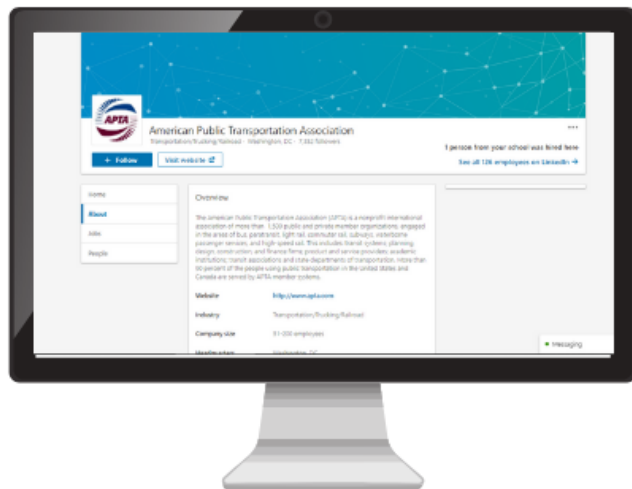 APTA
American Public Transportation Association
Transportation/Trucking/Railroad · Washington, DC · followers
1 person from your school was hired here
+ Follow
Visit website
See all 126 employees on LinkedIn →
Home
About
Jobs
People
Overview
The American Public Transportation Association (APTA) is a nonprofit international
association of more than 1,500 public and private member organizations, engaged
in the areas of bus, paratransit, light rail, commuter rail, subways, waterborne
passenger services, and high-speed rail. This includes transit systems; planning,
design, construction, and finance firms; product and service providers; academic
institutions; transit associations and state departments of transportation. More than
90 percent of the people using public transportation in the United States and
Canada are served by APTA member systems.
Website
http://www.apta.com
Industry
Transportation/Trucking/Railroad
Company size
51-200 employees
Headquarters
Washington, DC
Messaging